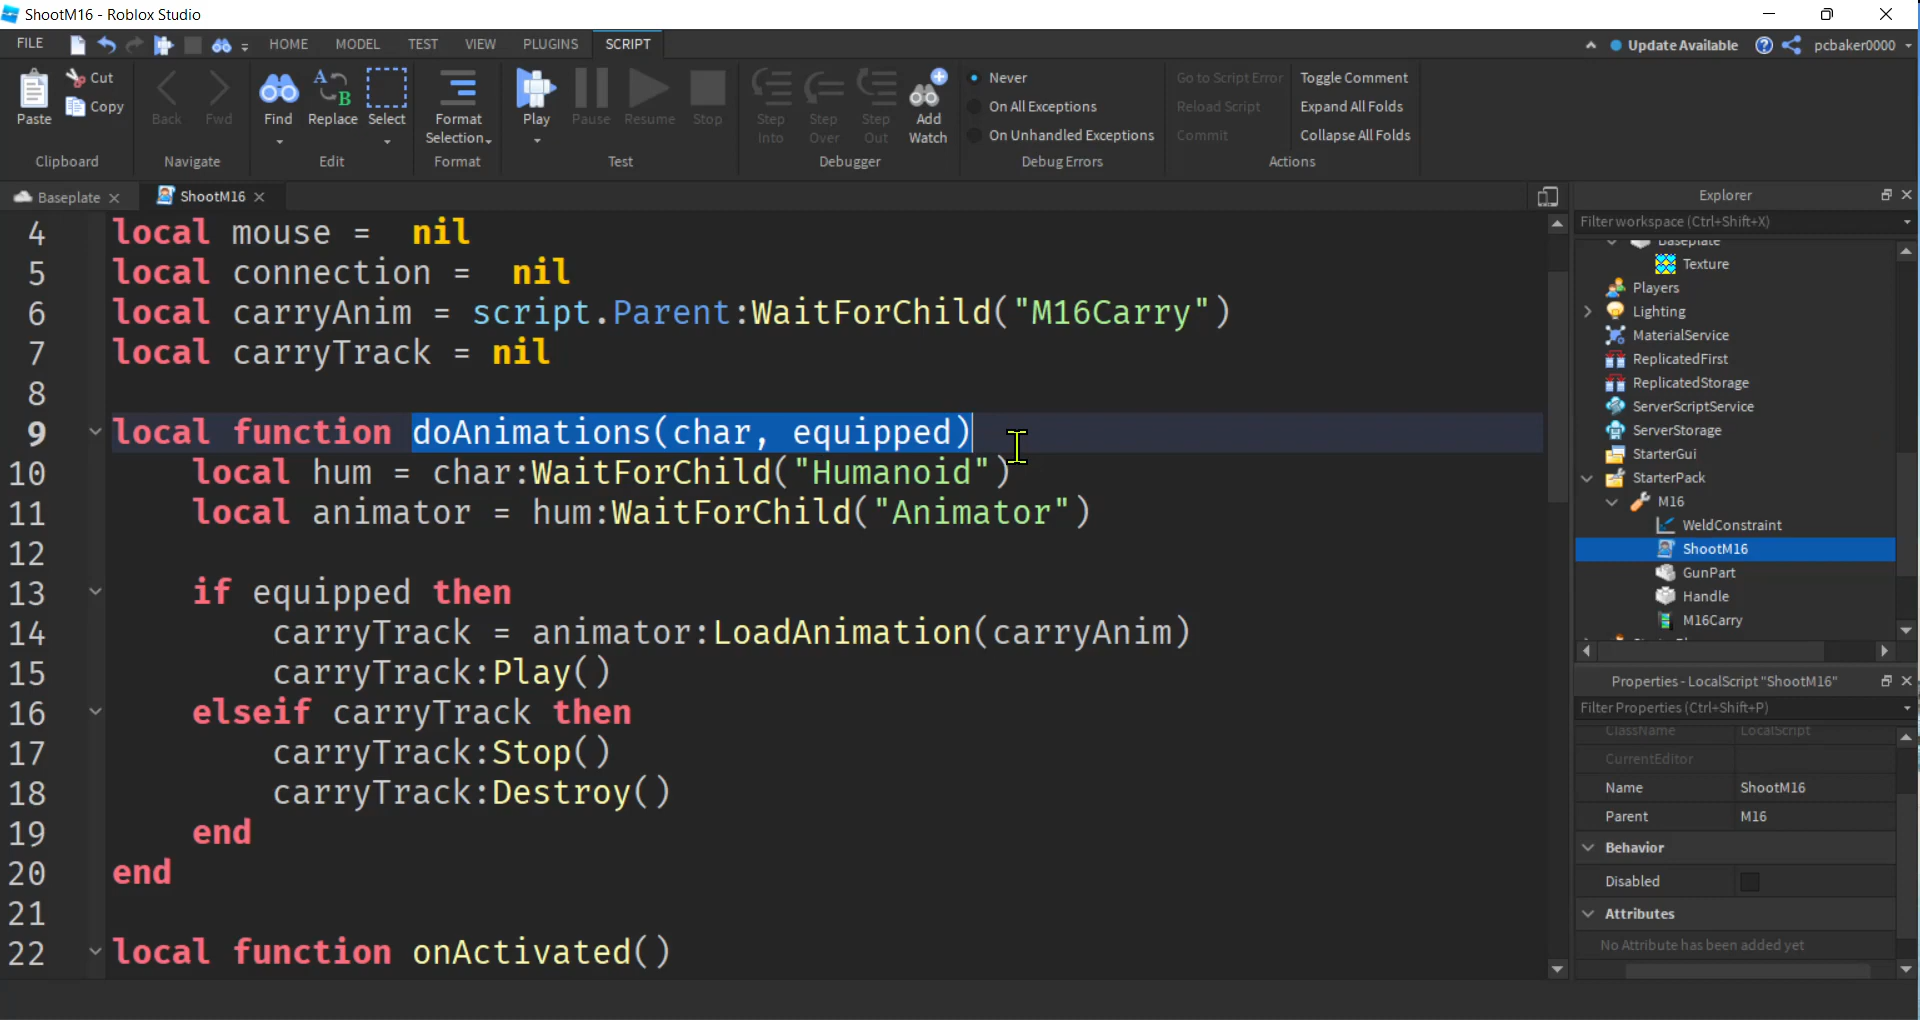 ShootM16 - Roblox Studio
FILE HOME MODEL TEST VIEW PLUGINS SCRIPT Update Available pcbaker0000
Paste Cut Copy Back Fwd Find Replace Select Format Selection Play Pause Resume Stop Step Into Step Over Step Out Add Watch
Never
On All Exceptions
On Unhandled Exceptions
Go to Script Error
Reload Script
Commit
Toggle Comment
Expand All Folds
Collapse All Folds
Clipboard Navigate Edit Format Test Debugger Debug Errors Actions
Baseplate ShootM16
4 local mouse = nil
5 local connection = nil
6 local carryAnim = script.Parent:WaitForChild("M16Carry")
7 local carryTrack = nil
8
9 local function doAnimations(char, equipped)
10 local hum = char:WaitForChild("Humanoid")
11 local animator = hum:WaitForChild("Animator")
12
13 if equipped then
14 carryTrack = animator:LoadAnimation(carryAnim)
15 carryTrack:Play()
16 elseif carryTrack then
17 carryTrack:Stop()
18 carryTrack:Destroy()
19 end
20 end
21
22 local function onActivated()
Explorer
Filter workspace (Ctrl+Shift+X)
Baseplate
Texture
Players
Lighting
MaterialService
ReplicatedFirst
ReplicatedStorage
ServerScriptService
ServerStorage
StarterGui
StarterPack
M16
WeldConstraint
ShootM16
GunPart
Handle
M16Carry
Properties - LocalScript "ShootM16"
Filter Properties (Ctrl+Shift+P)
ClassName LocalScript
CurrentEditor
Name ShootM16
Parent M16
Behavior
Disabled
Attributes
No Attribute has been added yet